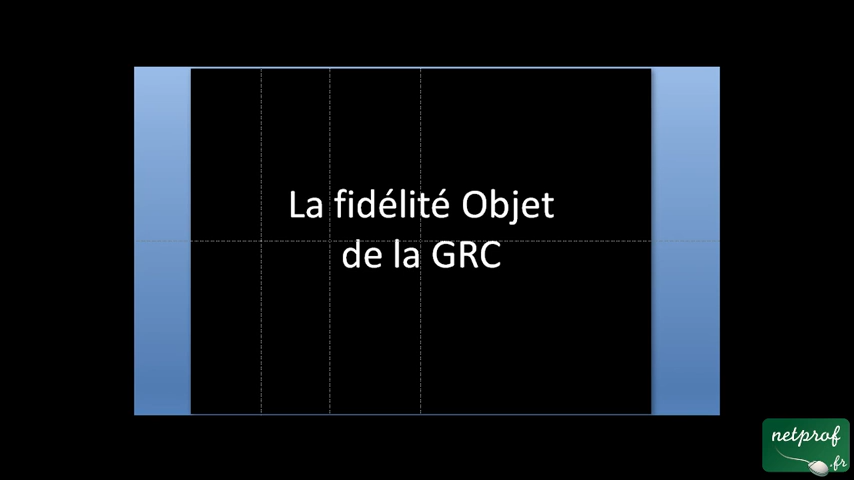 La fidélité Objet
de la GRC
netprof
.fr